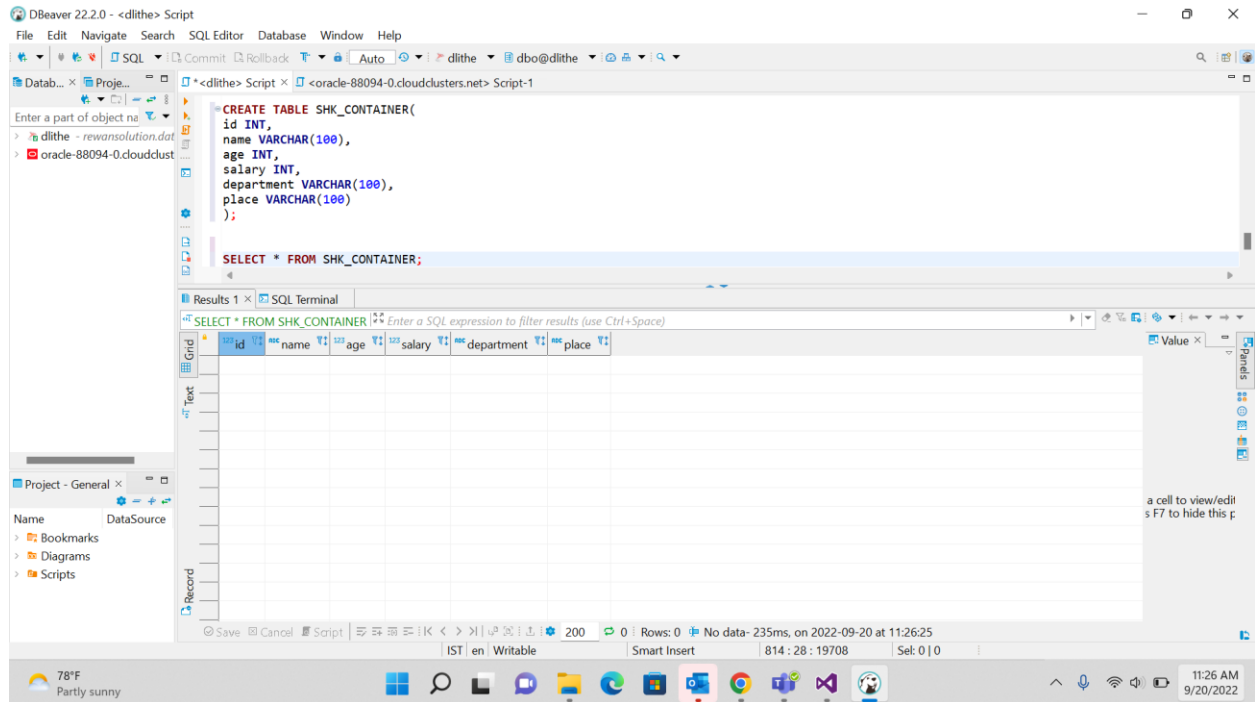 DBeaver 22.2.0 - <dlithe> Script
File Edit Navigate Search SQL Editor Database Window Help
SQL Commit Rollback Auto dlithe dbo@dlithe
Datab... Proje... *<dlithe> Script <oracle-88094-0.cloudclusters.net> Script-1
Enter a part of object na
dlithe - rewansolution.dat
oracle-88094-0.cloudclust
CREATE TABLE SHK_CONTAINER(
id INT,
name VARCHAR(100),
age INT,
salary INT,
department VARCHAR(100),
place VARCHAR(100)
);
SELECT * FROM SHK_CONTAINER;
Results 1 SQL Terminal
SELECT * FROM SHK_CONTAINER Enter a SQL expression to filter results (use Ctrl+Space)
Grid
Text
Record
123 id ABC name 123 age 123 salary ABC department ABC place
Value
Panels
a cell to view/edit
s F7 to hide this p
Project - General
Name DataSource
Bookmarks
Diagrams
Scripts
Save Cancel Script 200 0 Rows: 0 No data - 235ms, on 2022-09-20 at 11:26:25
IST en Writable Smart Insert 814 : 28 : 19708 Sel: 0 | 0
78°F
Partly sunny
11:26 AM
9/20/2022